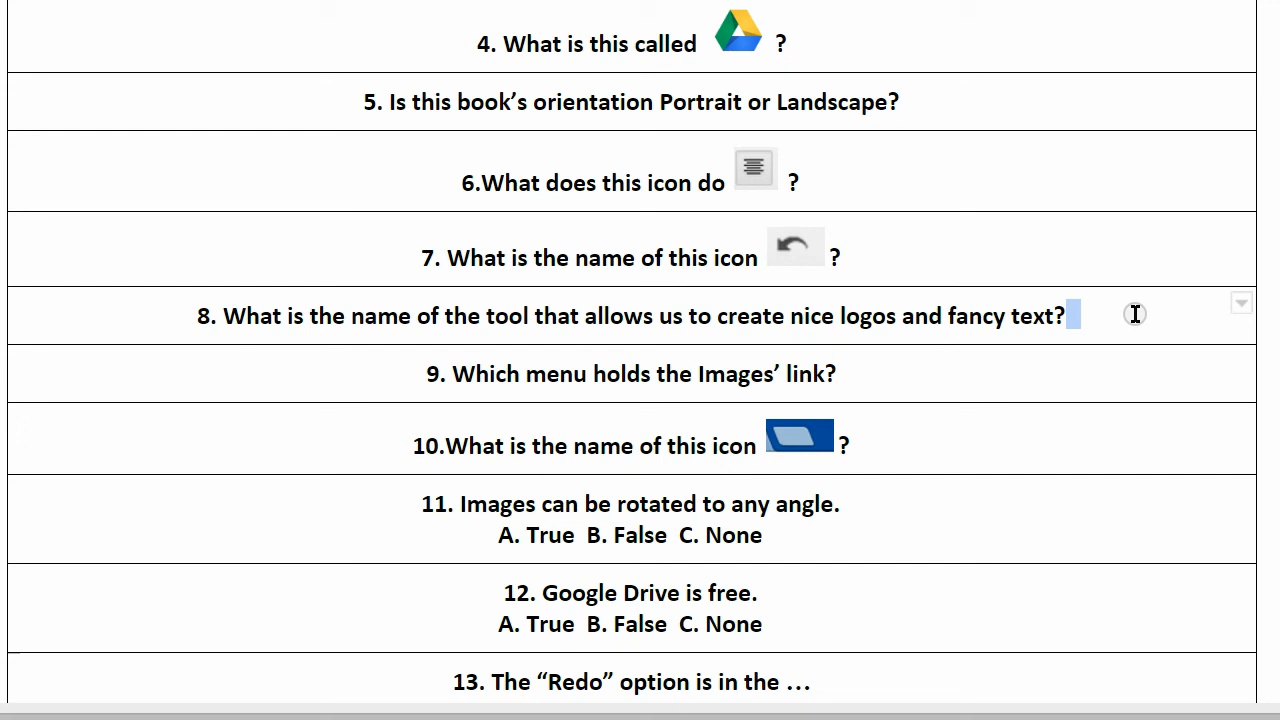 4. What is this called ?
5. Is this book’s orientation Portrait or Landscape?
6.What does this icon do ?
7. What is the name of this icon ?
8. What is the name of the tool that allows us to create nice logos and fancy text?
9. Which menu holds the Images’ link?
10.What is the name of this icon ?
11. Images can be rotated to any angle.
A. True B. False C. None
12. Google Drive is free.
A. True B. False C. None
13. The “Redo” option is in the …